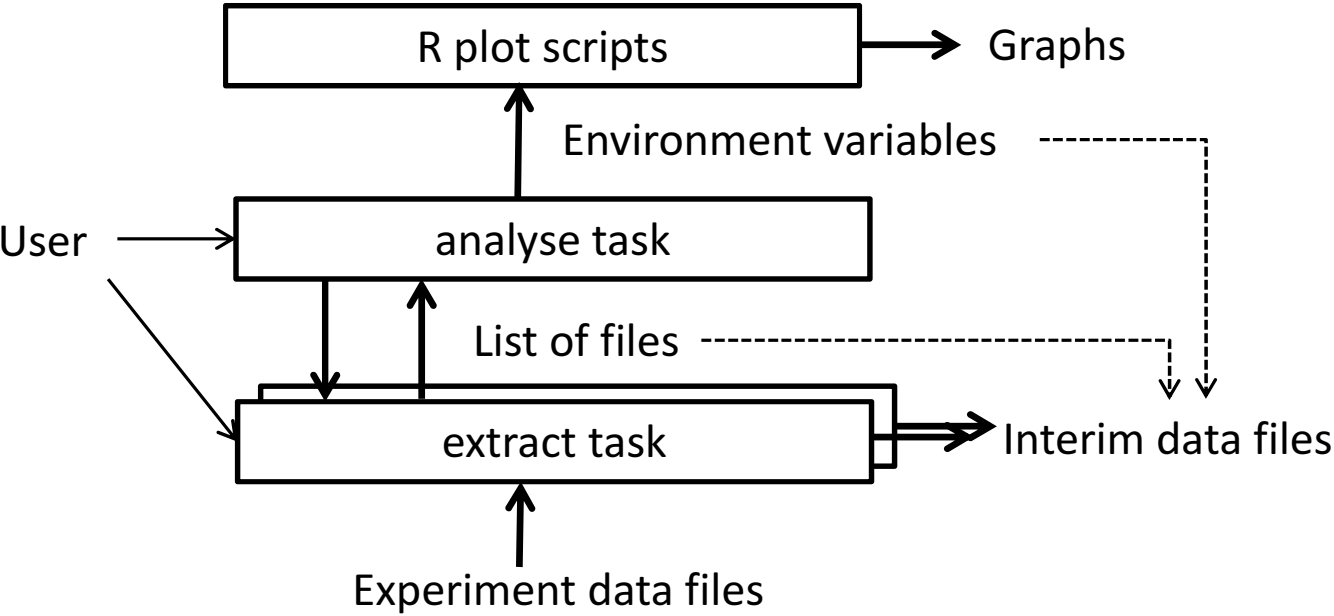 R plot scripts
Graphs
Environment variables
User
analyse task
List of files
extract task
Interim data files
Experiment data files